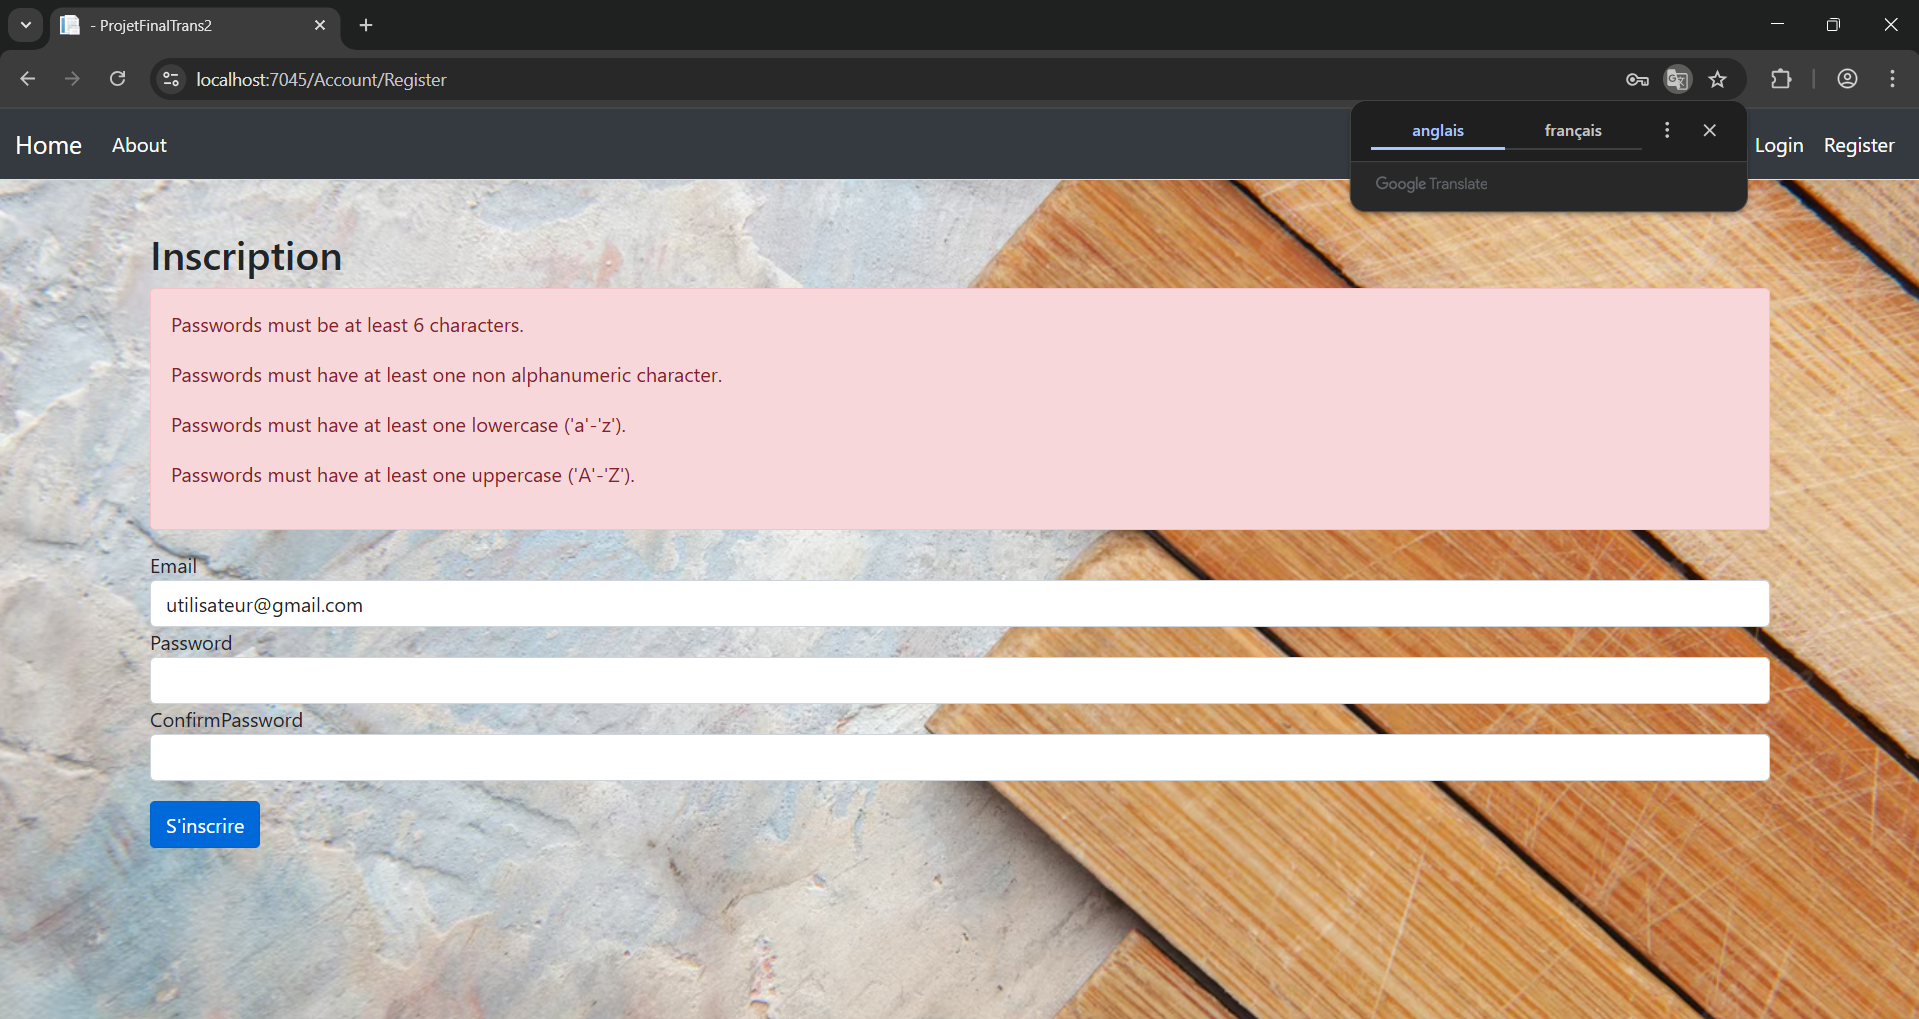 - ProjetFinalTrans2
localhost:7045/Account/Register
Home About Login Register
anglais français
Google Translate
Inscription
Passwords must be at least 6 characters.
Passwords must have at least one non alphanumeric character.
Passwords must have at least one lowercase ('a'-'z').
Passwords must have at least one uppercase ('A'-'Z').
Email
utilisateur@gmail.com
Password
ConfirmPassword
S'inscrire